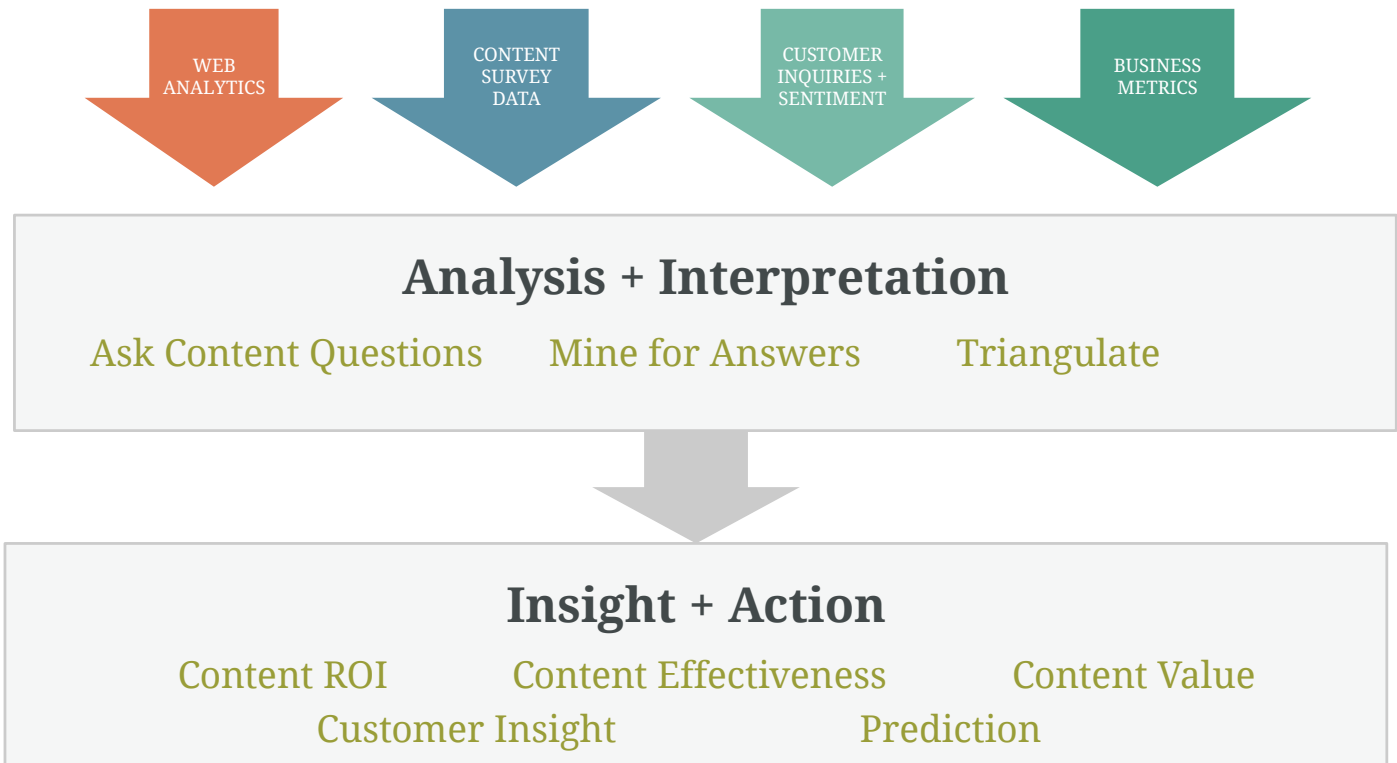 WEB
ANALYTICS
CONTENT
SURVEY
DATA
CUSTOMER
INQUIRIES +
SENTIMENT
BUSINESS
METRICS
Analysis + Interpretation
Ask Content Questions Mine for Answers Triangulate
Insight + Action
Content ROI Content Effectiveness Content Value
Customer Insight Prediction